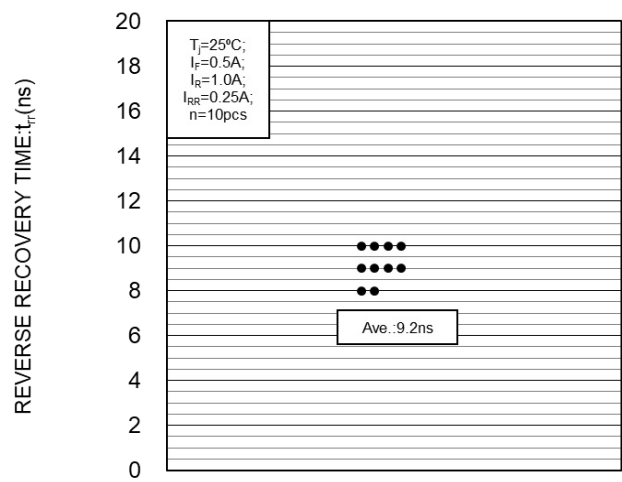 REVERSE RECOVERY TIME:trr(ns)
20
18
16
14
12
10
8
6
4
2
0
Tj=25℃;
IF=0.5A;
IR=1.0A;
IRR=0.25A;
n=10pcs
Ave.:9.2ns